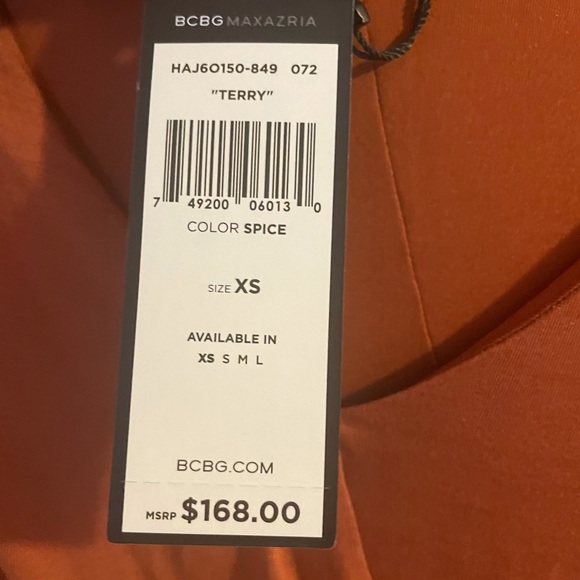 BCBGMAXAZRIA
HAJ6O150-849 072
"TERRY"
7 49200 06013 0
COLOR SPICE
SIZE XS
AVAILABLE IN
XS S M L
BCBG.COM
MSRP $168.00